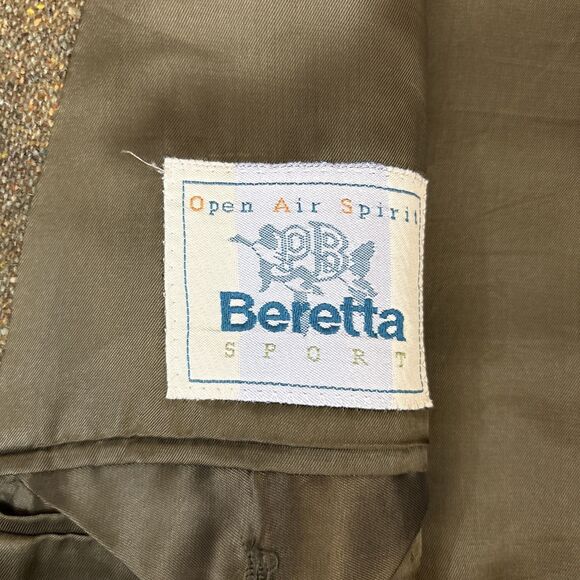 Open Air Spirit
PB
Beretta
SPORT